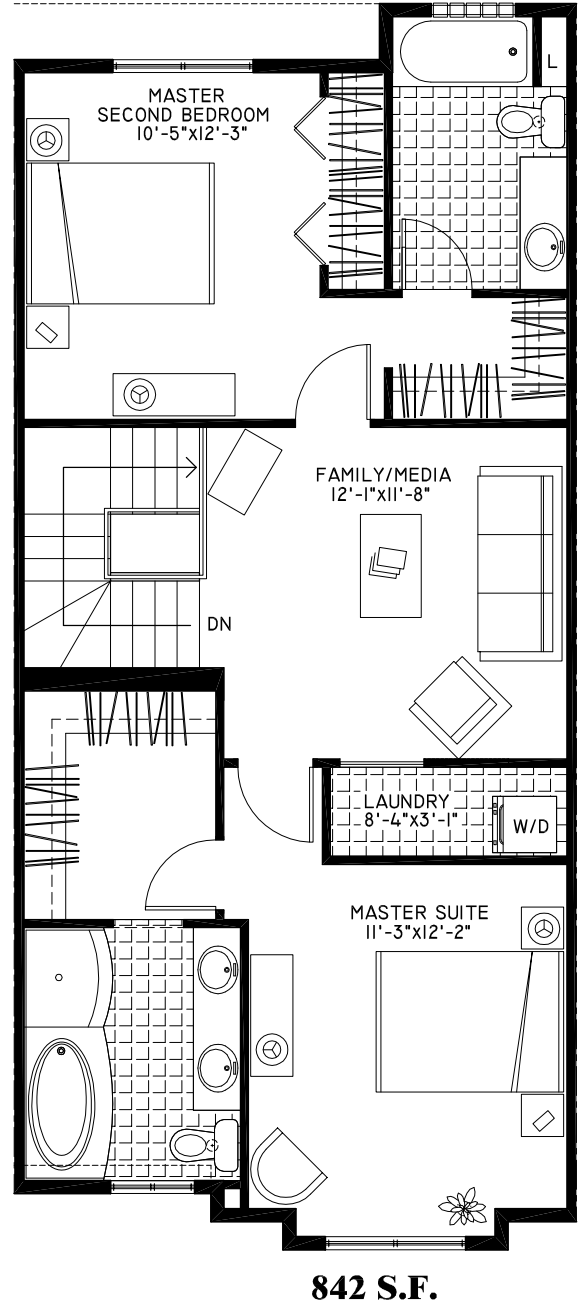 L
MASTER
SECOND BEDROOM
10'-5"x12'-3"
FAMILY/MEDIA
12'-1"x11'-8"
DN
LAUNDRY
8'-4"x3'-1"
W/D
MASTER SUITE
11'-3"x12'-2"
842 S.F.